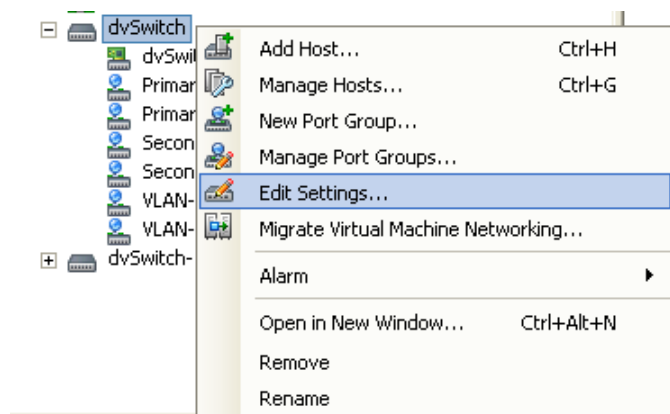 dvSwitch
dvSwi
Primar
Primar
Secon
Secon
VLAN-
VLAN-
dvSwitch-
Add Host... Ctrl+H
Manage Hosts... Ctrl+G
New Port Group...
Manage Port Groups...
Edit Settings...
Migrate Virtual Machine Networking...
Alarm
Open in New Window... Ctrl+Alt+N
Remove
Rename